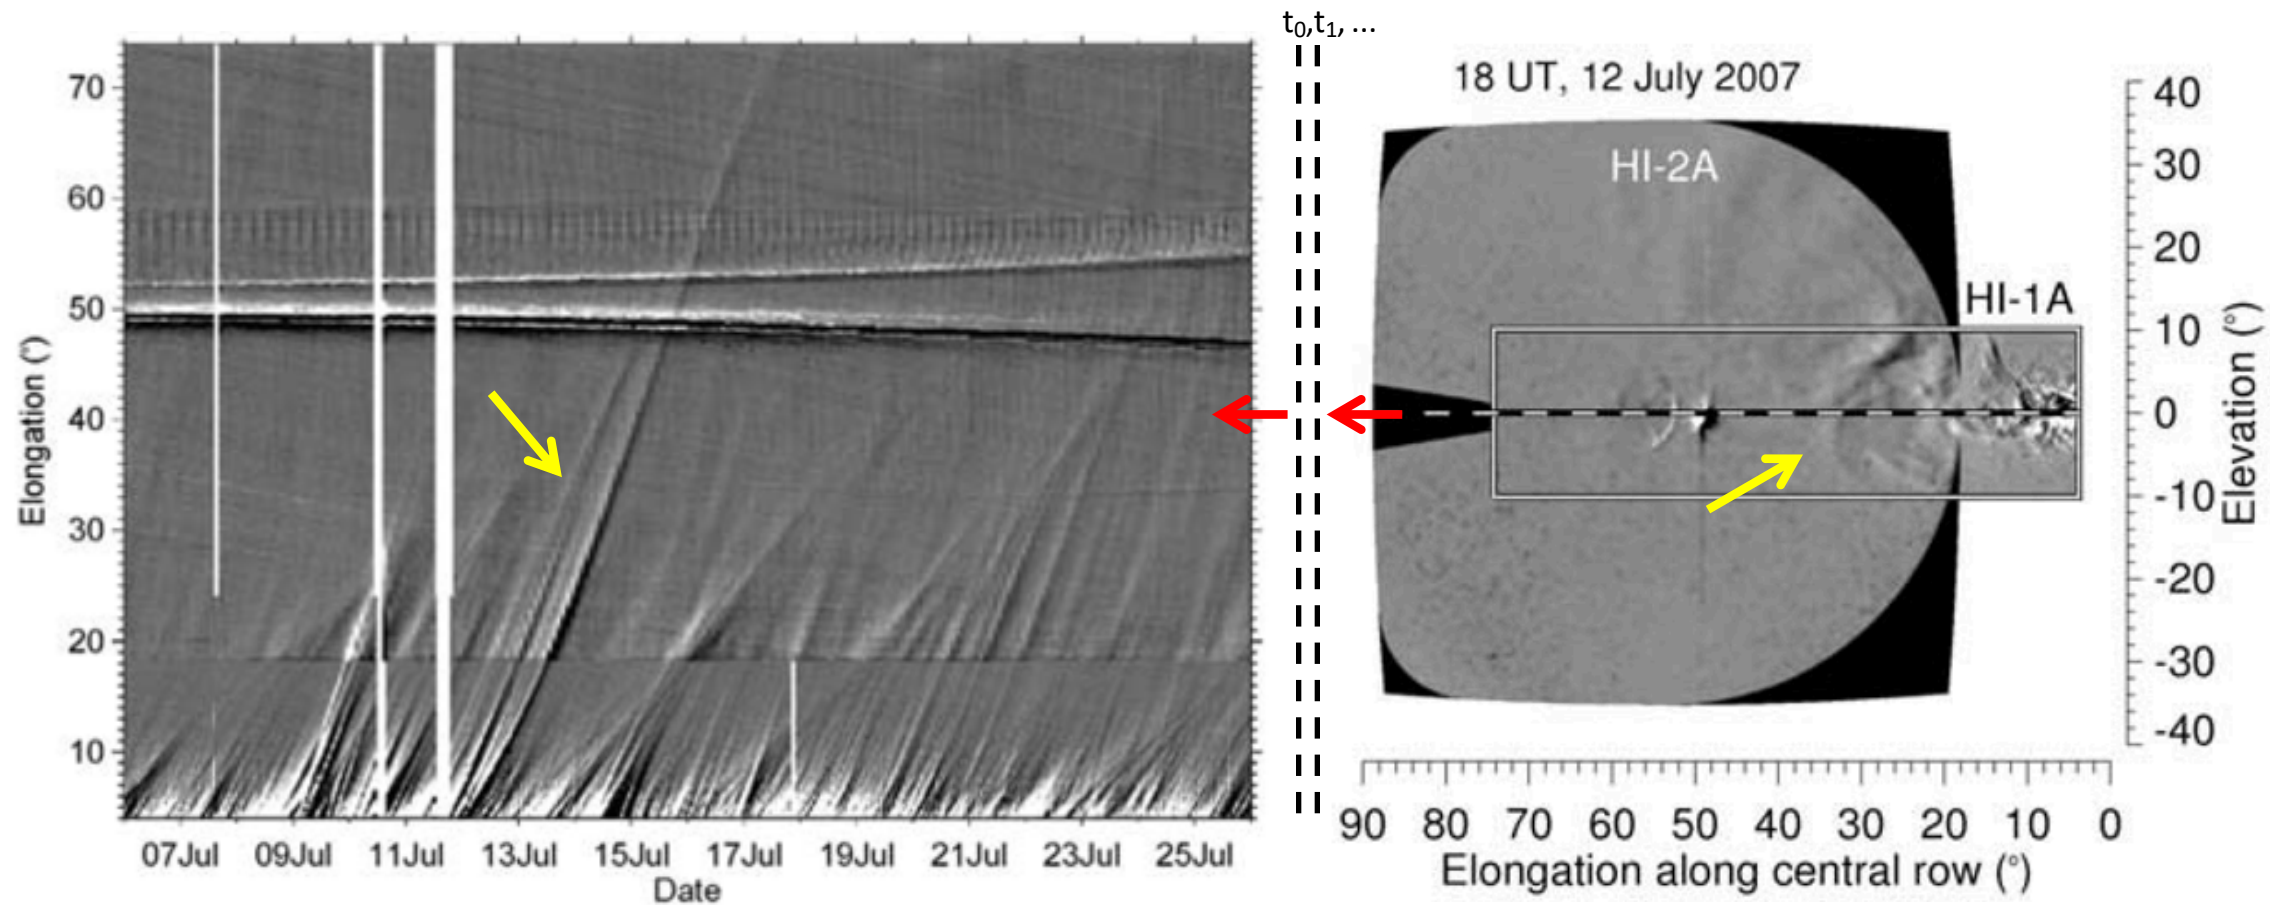 t₀,t₁, ...
18 UT, 12 July 2007
HI-2A
HI-1A
70
60
50
40
30
20
10
Elongation (°)
07Jul 09Jul 11Jul 13Jul 15Jul 17Jul 19Jul 21Jul 23Jul 25Jul
Date
40
30
20
10
0
-10
-20
-30
-40
Elevation (°)
90 80 70 60 50 40 30 20 10 0
Elongation along central row (°)